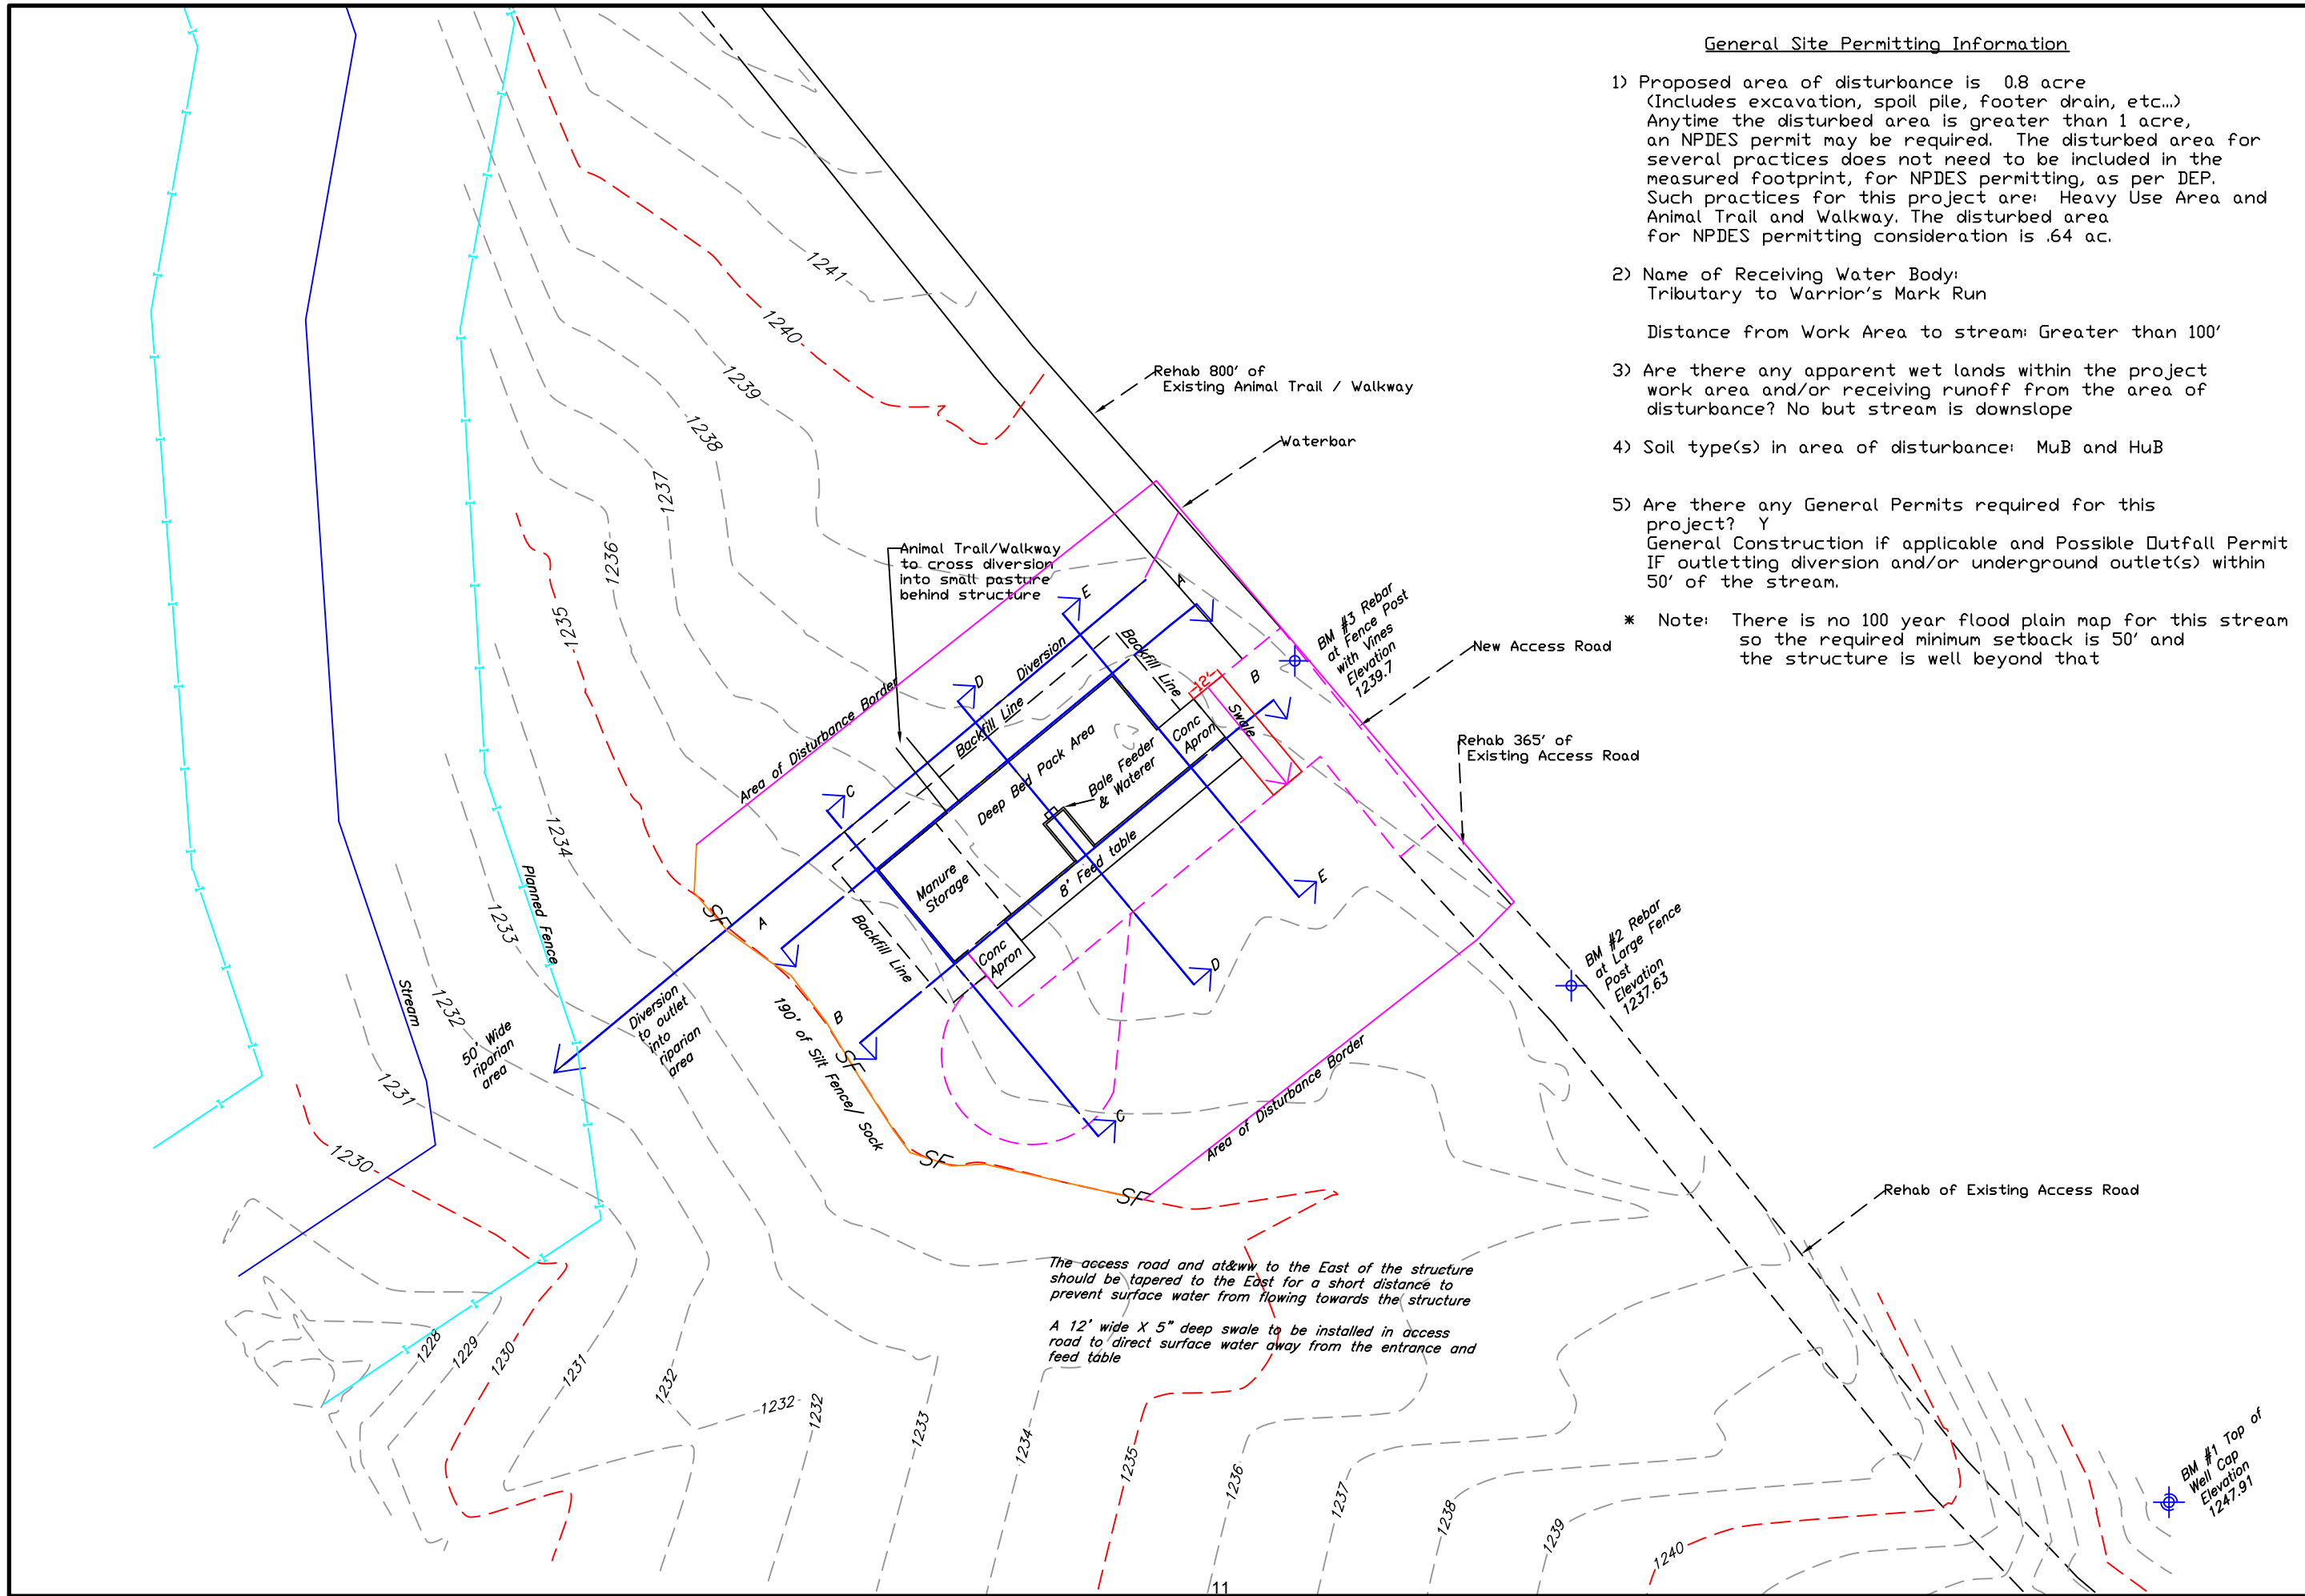 General Site Permitting Information
1) Proposed area of disturbance is 0.8 acre
(Includes excavation, spoil pile, footer drain, etc...)
Anytime the disturbed area is greater than 1 acre,
an NPDES permit may be required. The disturbed area for
several practices does not need to be included in the
measured footprint, for NPDES permitting, as per DEP.
Such practices for this project are: Heavy Use Area and
Animal Trail and Walkway. The disturbed area
for NPDES permitting consideration is .64 ac.
2) Name of Receiving Water Body:
Tributary to Warrior's Mark Run
Distance from Work Area to stream: Greater than 100'
3) Are there any apparent wet lands within the project
work area and/or receiving runoff from the area of
disturbance? No but stream is downslope
4) Soil type(s) in area of disturbance: MuB and HuB
5) Are there any General Permits required for this
project? Y
General Construction if applicable and Possible Outfall Permit
IF outletting diversion and/or underground outlet(s) within
50' of the stream.
* Note: There is no 100 year flood plain map for this stream
so the required minimum setback is 50' and
the structure is well beyond that
1241
1240
1239
1238
1237
1236
1235
1234
1233
1232
1231
1230
Rehab 800' of
Existing Animal Trail / Walkway
Waterbar
Animal Trail/Walkway
to cross diversion
into small pasture
behind structure
BM #3 Rebar
at Fence Post
with Vines
Elevation
1239.7
New Access Road
Rehab 365' of
Existing Access Road
BM #2 Rebar
at Large Fence
Post
Elevation
1237.63
Rehab of Existing Access Road
BM #1 Top of
Well Cap
Elevation
1247.91
Area of Disturbance Border
Diversion
Backfill Line
Backfill Line
Deep Bed Pack Area
Bale Feeder
& Waterer
Conc
Apron
12'
Swale
8' Feed table
Manure
Storage
Backfill Line
Conc
Apron
A
A
B
B
C
C
D
D
E
E
Planned Fence
Stream
50' Wide
riparian
area
Diversion
to outlet
into
riparian
area
190' of Silt Fence/ Sock
SF
SF
SF
SF
Area of Disturbance Border
The access road and at&ww to the East of the structure
should be tapered to the East for a short distance to
prevent surface water from flowing towards the structure
A 12' wide X 5" deep swale to be installed in access
road to direct surface water away from the entrance and
feed table
1228
1229
1230
1231
1232
1232
1232
1233
1234
1235
1236
1237
1238
1239
1240
11